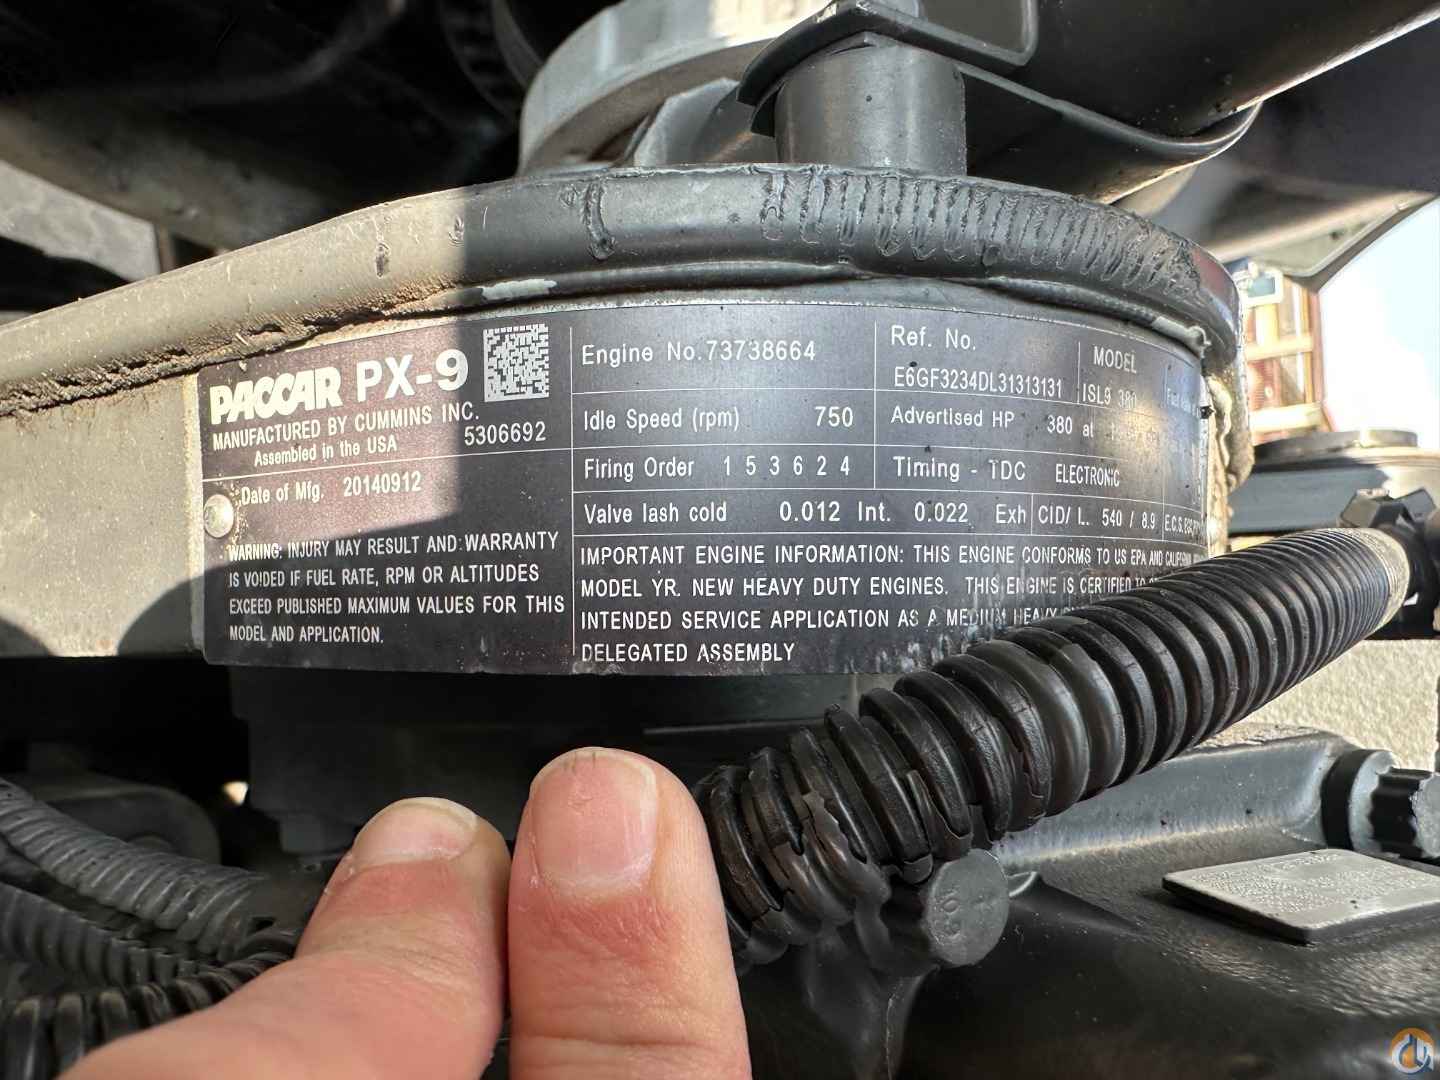 PACCAR PX-9
MANUFACTURED BY CUMMINS INC.
Assembled in the USA 5306692
Date of Mfg. 20140912
WARNING: INJURY MAY RESULT AND WARRANTY
IS VOIDED IF FUEL RATE, RPM OR ALTITUDES
EXCEED PUBLISHED MAXIMUM VALUES FOR THIS
MODEL AND APPLICATION.
Engine No. 73738664
Ref. No.
E6GF3234DL31313131
MODEL
ISL9 380
Idle Speed (rpm) 750
Advertised HP 380 at
Firing Order 1 5 3 6 2 4
Timing - TDC ELECTRONIC
Valve lash cold 0.012 Int. 0.022 Exh
CID/ L. 540 / 8.9
E.C.S.
IMPORTANT ENGINE INFORMATION: THIS ENGINE CONFORMS TO US EPA AND CALIFORNIA
MODEL YR. NEW HEAVY DUTY ENGINES. THIS ENGINE IS CERTIFIED TO
INTENDED SERVICE APPLICATION AS A MEDIUM HEAVY
DELEGATED ASSEMBLY